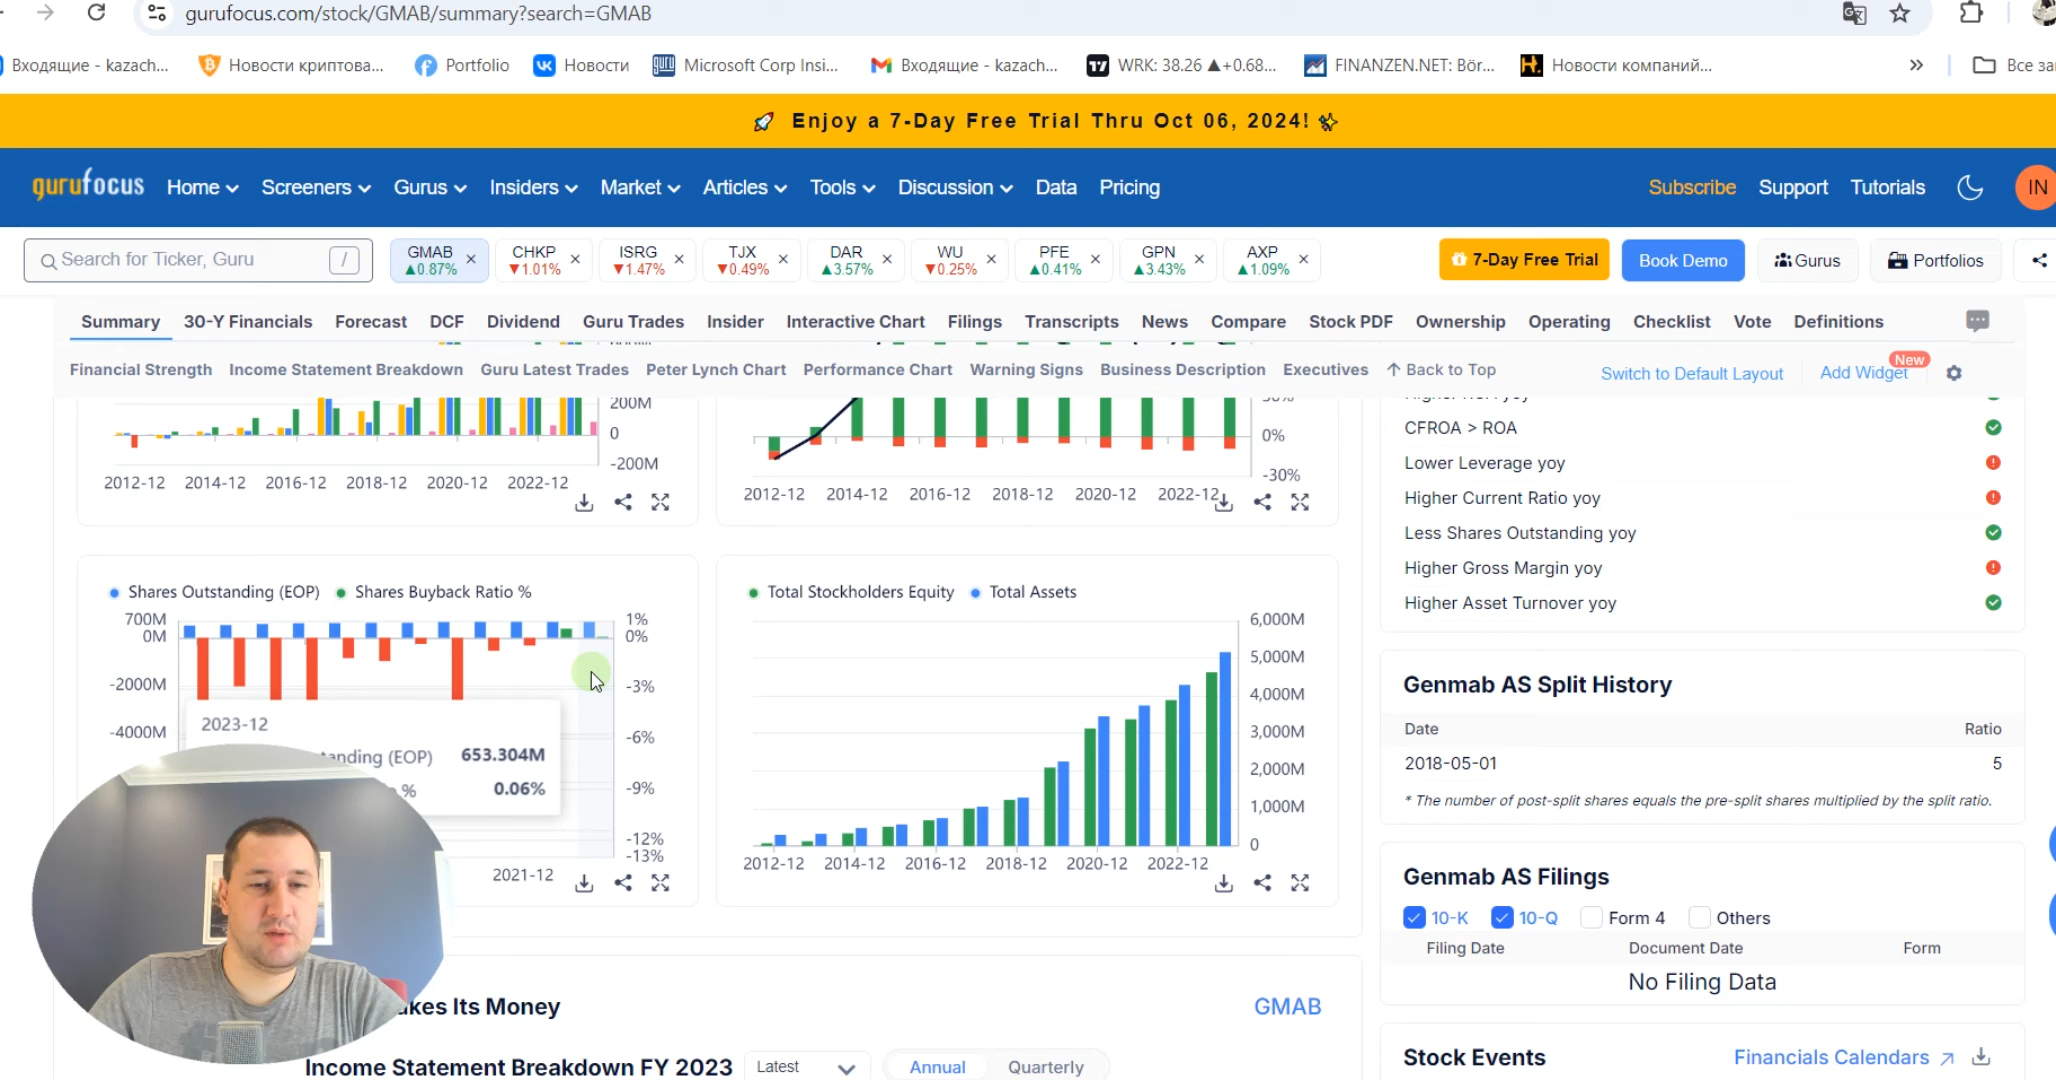 gurufocus.com/stock/GMAB/summary?search=GMAB
Входящие - kazach...
Новости криптова...
Portfolio
Новости
Microsoft Corp Insi...
Входящие - kazach...
WRK: 38.26 ▲+0.68...
FINANZEN.NET: Bör...
Новости компаний...
»
Все за
Enjoy a 7-Day Free Trial Thru Oct 06, 2024!
gurufocus
Home
Screeners
Gurus
Insiders
Market
Articles
Tools
Discussion
Data
Pricing
Subscribe
Support
Tutorials
IN
Search for Ticker, Guru
/
GMAB
▲0.87%
CHKP
▼1.01%
ISRG
▼1.47%
TJX
▼0.49%
DAR
▲3.57%
WU
▼0.25%
PFE
▲0.41%
GPN
▲3.43%
AXP
▲1.09%
7-Day Free Trial
Book Demo
Gurus
Portfolios
Summary
30-Y Financials
Forecast
DCF
Dividend
Guru Trades
Insider
Interactive Chart
Filings
Transcripts
News
Compare
Stock PDF
Ownership
Operating
Checklist
Vote
Definitions
Financial Strength
Income Statement Breakdown
Guru Latest Trades
Peter Lynch Chart
Performance Chart
Warning Signs
Business Description
Executives
Back to Top
Switch to Default Layout
Add Widget
New
200M
0
-200M
2012-12 2014-12 2016-12 2018-12 2020-12 2022-12
0%
-30%
2012-12 2014-12 2016-12 2018-12 2020-12 2022-12
CFROA > ROA
Lower Leverage yoy
Higher Current Ratio yoy
Less Shares Outstanding yoy
Higher Gross Margin yoy
Higher Asset Turnover yoy
Shares Outstanding (EOP)
Shares Buyback Ratio %
700M
0M
-2000M
-4000M
1%
0%
-3%
-6%
-9%
-12%
-13%
2023-12
anding (EOP) 653.304M
% 0.06%
2021-12
Total Stockholders Equity
Total Assets
6,000M
5,000M
4,000M
3,000M
2,000M
1,000M
0
2012-12 2014-12 2016-12 2018-12 2020-12 2022-12
Genmab AS Split History
Date Ratio
2018-05-01 5
* The number of post-split shares equals the pre-split shares multiplied by the split ratio.
Genmab AS Filings
10-K
10-Q
Form 4
Others
Filing Date Document Date Form
No Filing Data
akes Its Money
GMAB
Income Statement Breakdown FY 2023
Latest
Annual
Quarterly
Stock Events
Financials Calendars